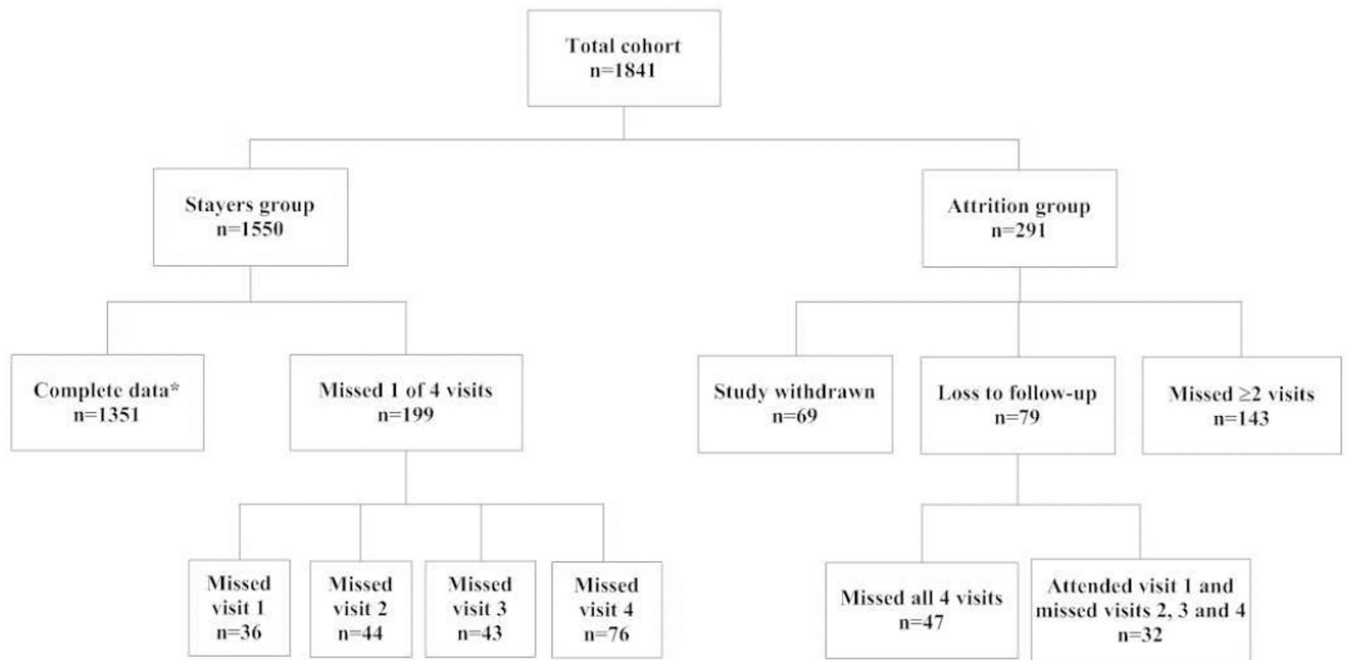 Total cohort
n=1841
Stayers group
n=1550
Attrition group
n=291
Complete data*
n=1351
Missed 1 of 4 visits
n=199
Study withdrawn
n=69
Loss to follow-up
n=79
Missed ≥2 visits
n=143
Missed
visit 1
n=36
Missed
visit 2
n=44
Missed
visit 3
n=43
Missed
visit 4
n=76
Missed all 4 visits
n=47
Attended visit 1 and
missed visits 2, 3 and 4
n=32